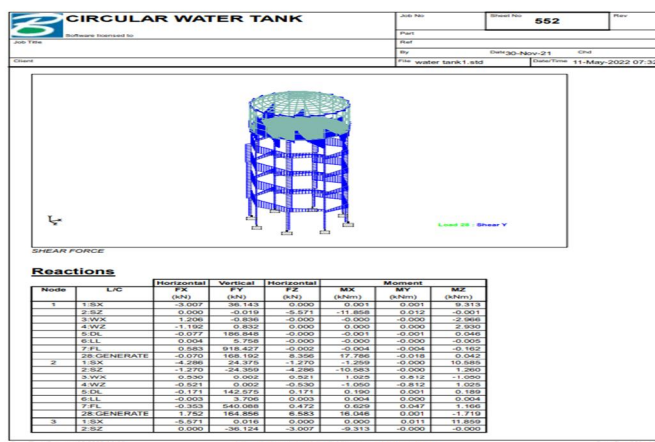 CIRCULAR WATER TANK
Software licensed to
Job No
Sheet No
552
Rev
Part
Job Title
Ref
By
Date 30-Nov-21
Chd
Client
File water tank1.std
Date/Time 11-May-2022 07:32
Load 28 : Shear Y
SHEAR FORCE
Reactions
Horizontal Vertical Horizontal Moment
Node L/C FX FY FZ MX MY MZ
(kN) (kN) (kN) (kNm) (kNm) (kNm)
1 1:SX -3.007 36.143 0.000 0.001 0.001 9.313
2:SZ 0.000 -0.019 -5.571 -11.858 0.012 -0.001
3:WX 1.206 -0.836 -0.000 -0.000 -0.000 -2.966
4:WZ -1.192 0.832 0.000 0.000 0.000 2.930
5:DL -0.077 186.848 -0.000 -0.001 -0.001 0.046
6:LL 0.004 5.758 -0.000 -0.000 -0.000 -0.005
7:FL 0.583 918.427 -0.002 -0.004 -0.004 -0.162
28:GENERATE -0.070 168.192 8.356 17.786 -0.018 0.042
2 1:SX -4.286 24.375 -1.270 -1.259 -0.000 10.585
2:SZ -1.270 -24.359 -4.286 -10.583 -0.000 1.260
3:WX 0.530 0.002 0.521 1.025 0.812 -1.050
4:WZ -0.521 0.002 -0.530 -1.050 -0.812 1.025
5:DL -0.171 142.575 0.171 0.190 0.001 0.189
6:LL -0.003 3.706 0.003 0.004 0.000 0.004
7:FL -0.353 540.088 0.472 0.629 0.047 1.166
28:GENERATE 1.752 164.856 6.583 16.046 0.001 -1.719
3 1:SX -5.571 0.016 0.000 0.000 0.011 11.859
2:SZ 0.000 -36.124 -3.007 -9.313 -0.000 -0.000